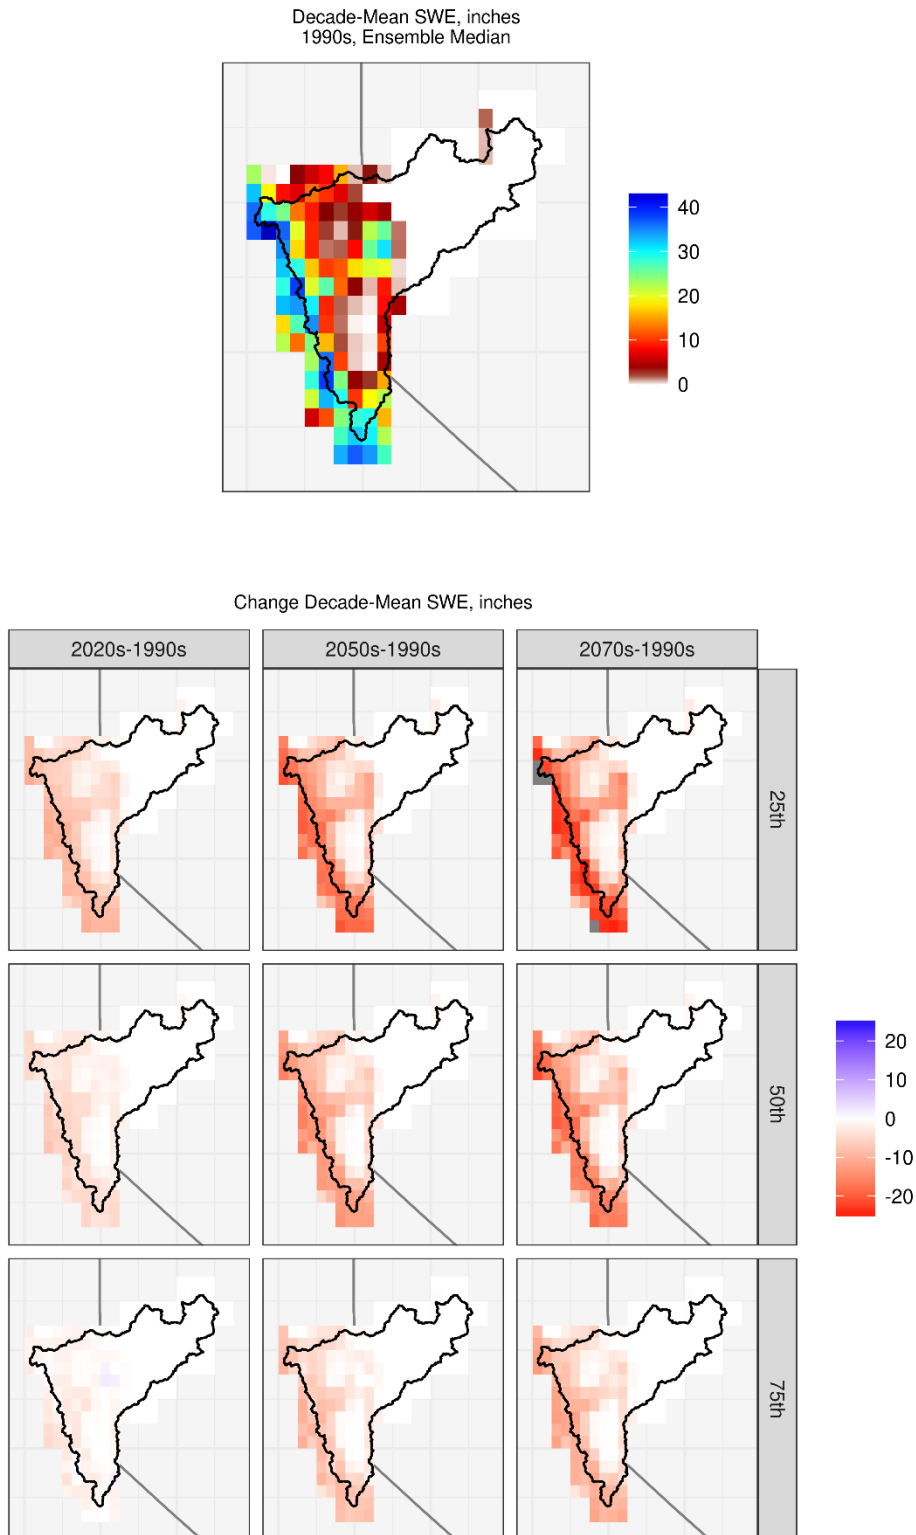 Decade-Mean SWE, inches
1990s, Ensemble Median
40
30
20
10
0
Change Decade-Mean SWE, inches
2020s-1990s
2050s-1990s
2070s-1990s
25th
50th
75th
20
10
0
-10
-20